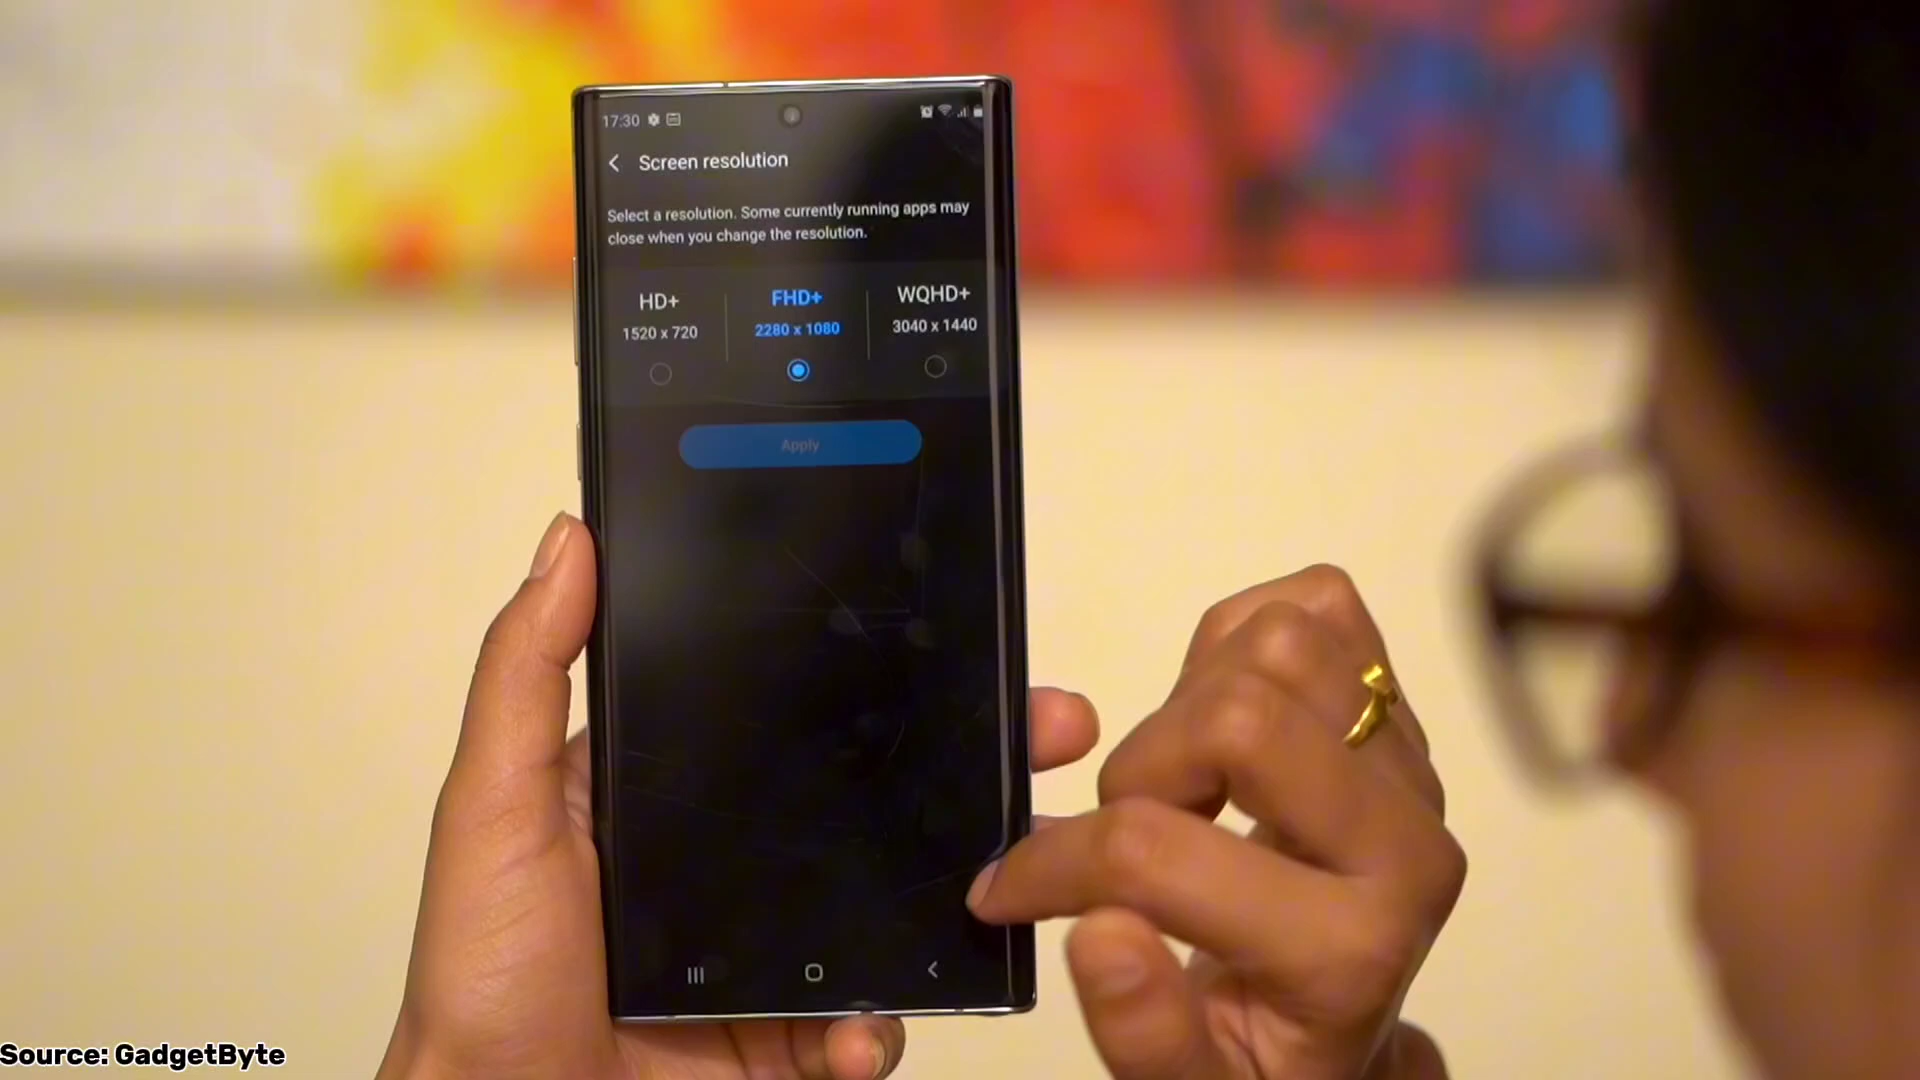 17:30
Screen resolution
Select a resolution. Some currently running apps may
close when you change the resolution.
HD+ FHD+ WQHD+
1520 x 720 2280 x 1080 3040 x 1440
Apply
Source: GadgetByte